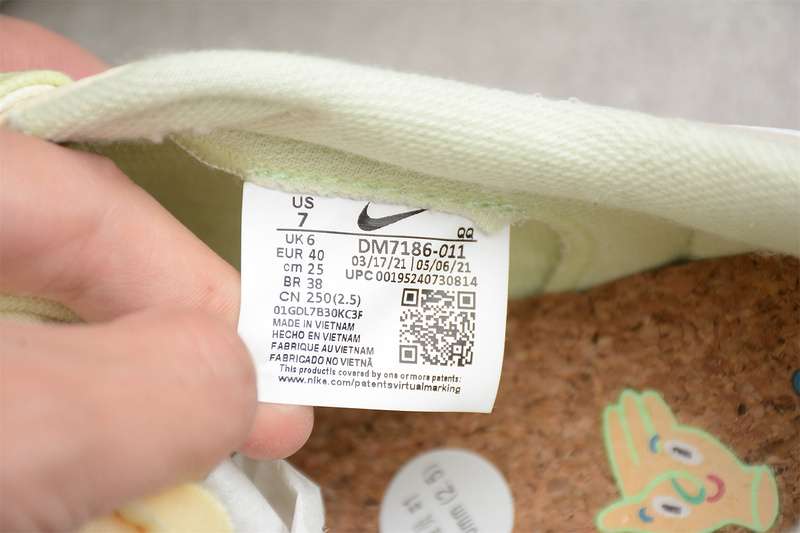 US
7
QQ
UK 6
DM7186-011
EUR 40
03/17/21 | 05/06/21
cm 25
UPC 00195240730814
BR 38
CN 250(2.5)
01GDL7B30KC3F
MADE IN VIETNAM
HECHO EN VIETNAM
FABRIQUE AU VIETNAM
FABRICADO NO VIETNÃ
This product is covered by one or more patents:
www.nike.com/patentsvirtualmarking
(2.5)